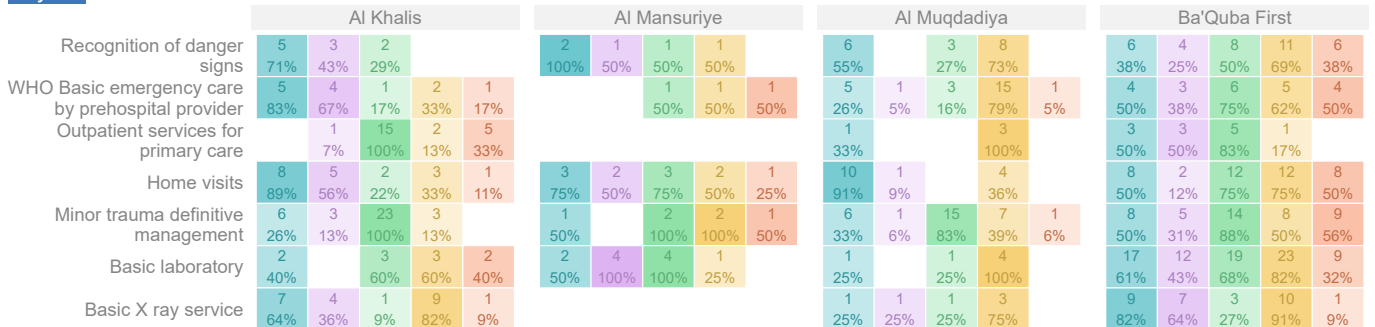 Al Khalis Al Mansuriye Al Muqdadiya Ba'Quba First
Recognition of danger 5 3 2 2 1 1 1 6 3 8 6 4 8 11 6
signs 71% 43% 29% 100% 50% 50% 50% 55% 27% 73% 38% 25% 50% 69% 38%
WHO Basic emergency care 5 4 1 2 1 1 1 1 5 1 3 15 1 4 3 6 5 4
by prehospital provider 83% 67% 17% 33% 17% 50% 50% 50% 26% 5% 16% 79% 5% 50% 38% 75% 62% 50%
Outpatient services for 1 15 2 5 1 3 3 3 5 1
primary care 7% 100% 13% 33% 33% 100% 50% 50% 83% 17%
Home visits
8 5 2 3 1 3 2 3 2 1 10 1 4 8 2 12 12 8
89% 56% 22% 33% 11% 75% 50% 75% 50% 25% 91% 9% 36% 50% 12% 75% 75% 50%
Minor trauma definitive 6 3 23 3 1 2 2 1 6 1 15 7 1 8 5 14 8 9
management 26% 13% 100% 13% 50% 100% 100% 50% 33% 6% 83% 39% 6% 50% 31% 88% 50% 56%
Basic laboratory
2 3 3 2 2 4 4 1 1 1 4 17 12 19 23 9
40% 60% 60% 40% 50% 100% 100% 25% 25% 25% 100% 61% 43% 68% 82% 32%
Basic X ray service
7 4 1 9 1 1 1 1 3 9 7 3 10 1
64% 36% 9% 82% 9% 25% 25% 25% 75% 82% 64% 27% 91% 9%